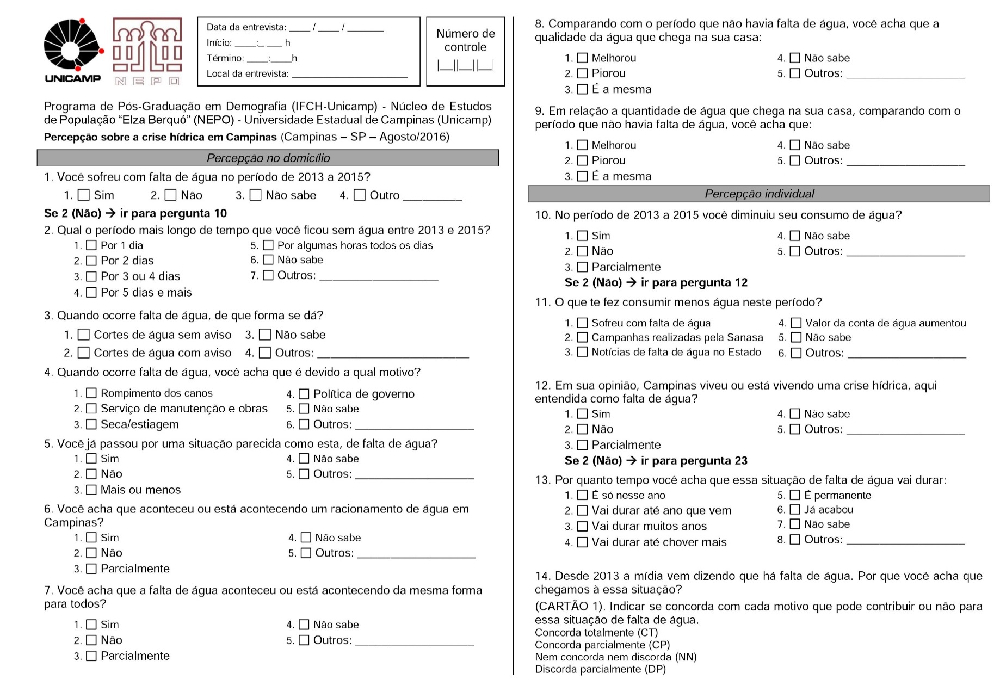 UNICAMP
NEPO
Data da entrevista: ____ / ____ / _______
Início: ____:_ ___ h
Término: ____:____h
Local da entrevista: ______________________
Número de
controle
|__||__||__|
Programa de Pós-Graduação em Demografia (IFCH-Unicamp) - Núcleo de Estudos
de População “Elza Berquó” (NEPO) - Universidade Estadual de Campinas (Unicamp)
Percepção sobre a crise hídrica em Campinas (Campinas – SP – Agosto/2016)
Percepção no domicílio
1. Você sofreu com falta de água no período de 2013 a 2015?
1. ☐ Sim 2. ☐ Não 3. ☐ Não sabe 4. ☐ Outro _________
Se 2 (Não) → ir para pergunta 10
2. Qual o período mais longo de tempo que você ficou sem água entre 2013 e 2015?
1. ☐ Por 1 dia
2. ☐ Por 2 dias
3. ☐ Por 3 ou 4 dias
4. ☐ Por 5 dias e mais
5. ☐ Por algumas horas todos os dias
6. ☐ Não sabe
7. ☐ Outros: __________________
3. Quando ocorre falta de água, de que forma se dá?
1. ☐ Cortes de água sem aviso 3. ☐ Não sabe
2. ☐ Cortes de água com aviso 4. ☐ Outros: _______________________
4. Quando ocorre falta de água, você acha que é devido a qual motivo?
1. ☐ Rompimento dos canos
2. ☐ Serviço de manutenção e obras
3. ☐ Seca/estiagem
4. ☐ Política de governo
5. ☐ Não sabe
6. ☐ Outros: __________________
5. Você já passou por uma situação parecida como esta, de falta de água?
1. ☐ Sim
2. ☐ Não
3. ☐ Mais ou menos
4. ☐ Não sabe
5. ☐ Outros: __________________
6. Você acha que aconteceu ou está acontecendo um racionamento de água em
Campinas?
1. ☐ Sim
2. ☐ Não
3. ☐ Parcialmente
4. ☐ Não sabe
5. ☐ Outros: __________________
7. Você acha que a falta de água aconteceu ou está acontecendo da mesma forma
para todos?
1. ☐ Sim
2. ☐ Não
3. ☐ Parcialmente
4. ☐ Não sabe
5. ☐ Outros: __________________
8. Comparando com o período que não havia falta de água, você acha que a
qualidade da água que chega na sua casa:
1. ☐ Melhorou
2. ☐ Piorou
3. ☐ É a mesma
4. ☐ Não sabe
5. ☐ Outros: __________________
9. Em relação a quantidade de água que chega na sua casa, comparando com o
período que não havia falta de água, você acha que:
1. ☐ Melhorou
2. ☐ Piorou
3. ☐ É a mesma
4. ☐ Não sabe
5. ☐ Outros: __________________
Percepção individual
10. No período de 2013 a 2015 você diminuiu seu consumo de água?
1. ☐ Sim
2. ☐ Não
3. ☐ Parcialmente
4. ☐ Não sabe
5. ☐ Outros: __________________
Se 2 (Não) → ir para pergunta 12
11. O que te fez consumir menos água neste período?
1. ☐ Sofreu com falta de água
2. ☐ Campanhas realizadas pela Sanasa
3. ☐ Notícias de falta de água no Estado
4. ☐ Valor da conta de água aumentou
5. ☐ Não sabe
6. ☐ Outros: __________________
12. Em sua opinião, Campinas viveu ou está vivendo uma crise hídrica, aqui
entendida como falta de água?
1. ☐ Sim
2. ☐ Não
3. ☐ Parcialmente
4. ☐ Não sabe
5. ☐ Outros: __________________
Se 2 (Não) → ir para pergunta 23
13. Por quanto tempo você acha que essa situação de falta de água vai durar:
1. ☐ É só nesse ano
2. ☐ Vai durar até ano que vem
3. ☐ Vai durar muitos anos
4. ☐ Vai durar até chover mais
5. ☐ É permanente
6. ☐ Já acabou
7. ☐ Não sabe
8. ☐ Outros: __________________
14. Desde 2013 a mídia vem dizendo que há falta de água. Por que você acha que
chegamos à essa situação?
(CARTÃO 1). Indicar se concorda com cada motivo que pode contribuir ou não para
essa situação de falta de água.
Concorda totalmente (CT)
Concorda parcialmente (CP)
Nem concorda nem discorda (NN)
Discorda parcialmente (DP)